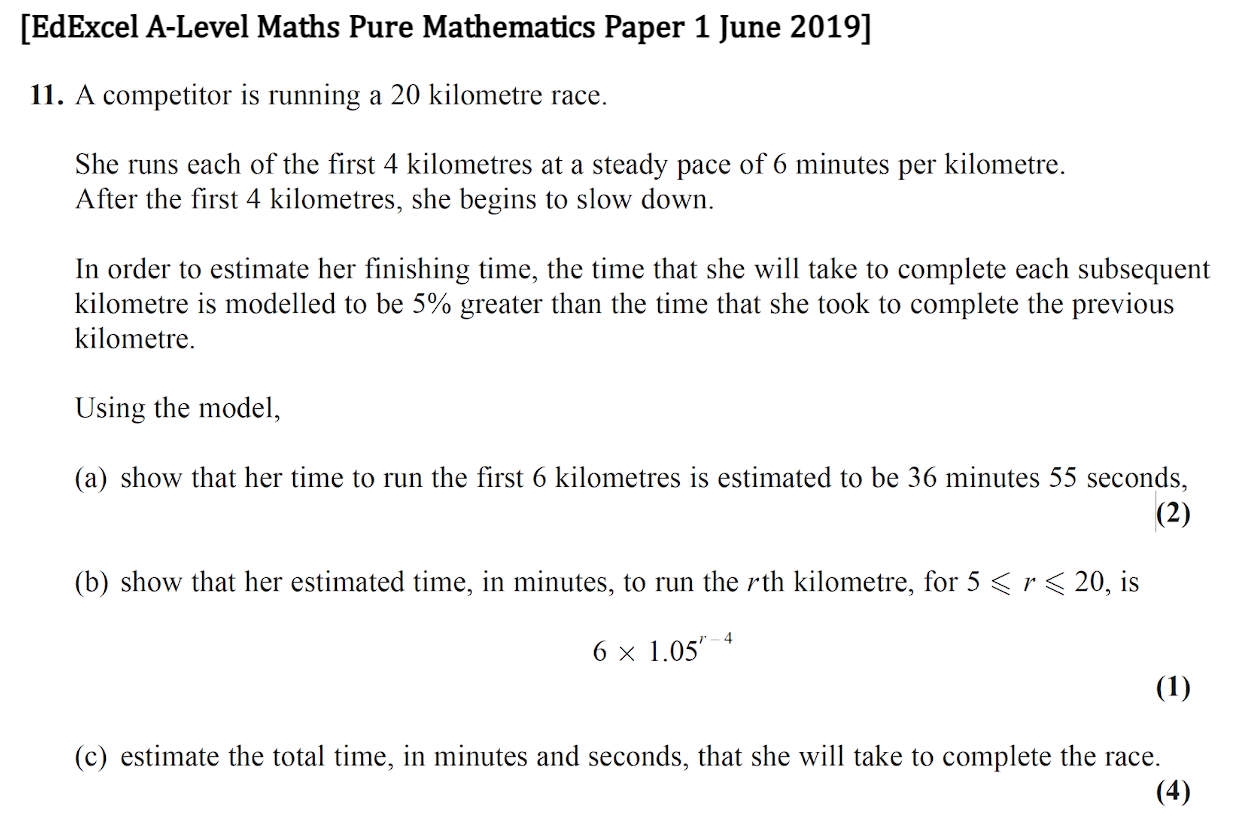 [EdExcel A-Level Maths Pure Mathematics Paper 1 June 2019]
11. A competitor is running a 20 kilometre race.
She runs each of the first 4 kilometres at a steady pace of 6 minutes per kilometre.
After the first 4 kilometres, she begins to slow down.
In order to estimate her finishing time, the time that she will take to complete each subsequent
kilometre is modelled to be 5% greater than the time that she took to complete the previous
kilometre.
Using the model,
(a) show that her time to run the first 6 kilometres is estimated to be 36 minutes 55 seconds,
(2)
(b) show that her estimated time, in minutes, to run the rth kilometre, for 5 ⩽ r ⩽ 20, is
6 × 1.05^{r − 4}
(1)
(c) estimate the total time, in minutes and seconds, that she will take to complete the race.
(4)